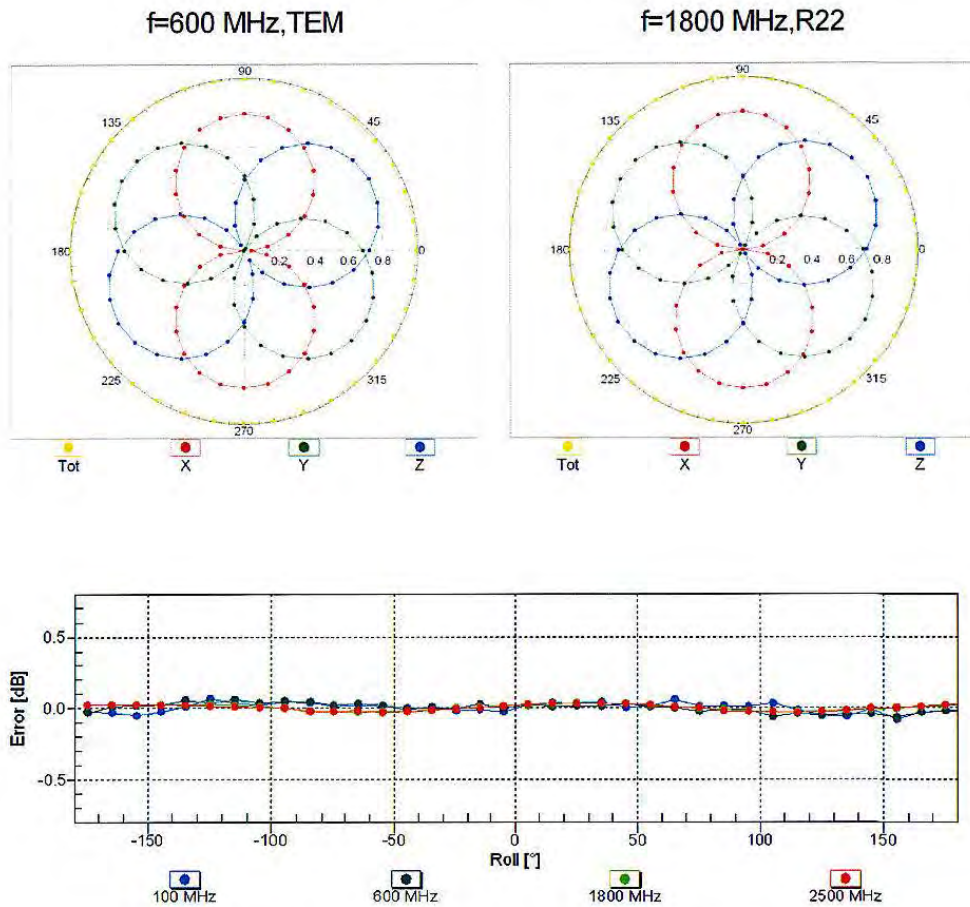 f=600 MHz,TEM
f=1800 MHz,R22
90
135
45
180
0.2 0.4 0.6 0.8
0
225
315
270
Tot X Y Z
90
135
45
180
0.2 0.4 0.6 0.8
0
225
315
270
Tot X Y Z
Error [dB]
0.5
0.0
-0.5
-150 -100 -50 0 50 100 150
Roll [°]
100 MHz 600 MHz 1800 MHz 2500 MHz